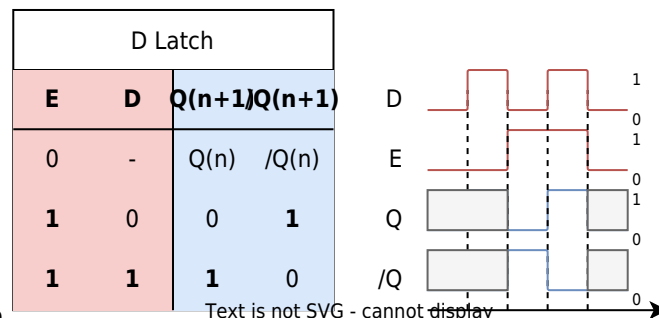 D Latch
E D Q(n+1) /Q(n+1)
0 - Q(n) /Q(n)
1 0 0 1
1 1 1 0
D 1
0
E 1
0
Q 1
0
/Q
0
Text is not SVG - cannot display